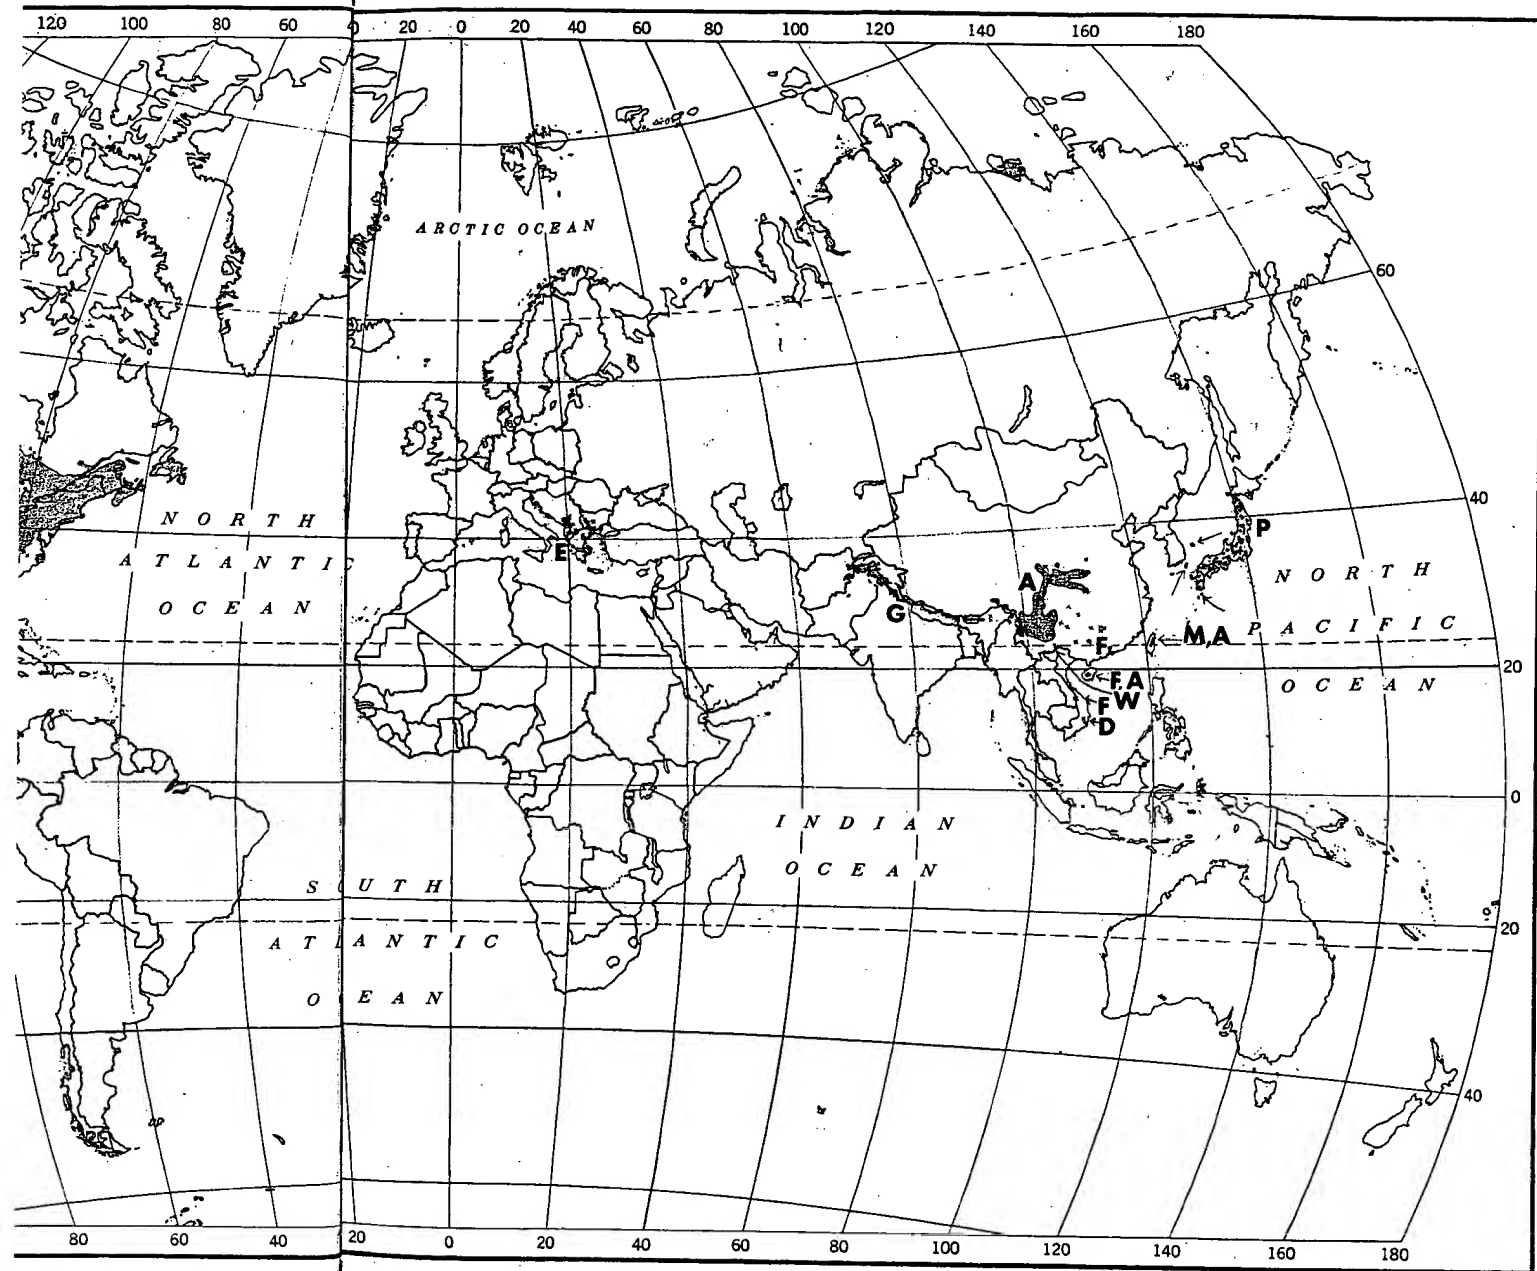 120 100 80 60 20 0 20 40 60 80 100 120 140 160 180
ARCTIC OCEAN
60
40
P
NORTH
ATLANTIC
OCEAN
E
A
G
NORTH
PACIFIC
OCEAN
M,A
F
20
F,A
W
F
D
0
INDIAN
OCEAN
S UTH
ATLANTIC
O EAN
20
40
80 60 40 20 0 20 40 60 80 100 120 140 160 180